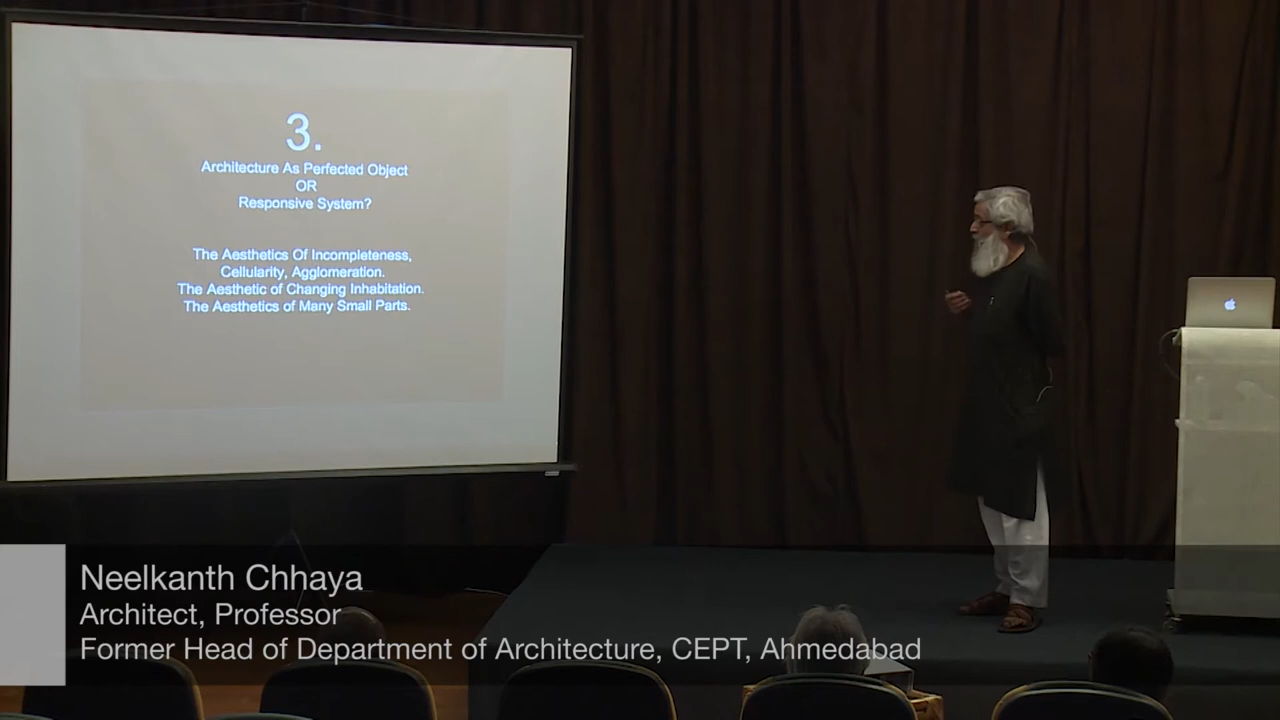 3.
Architecture As Perfected Object
OR
Responsive System?
The Aesthetics Of Incompleteness,
Cellularity, Agglomeration.
The Aesthetic of Changing Inhabitation.
The Aesthetics of Many Small Parts.
Neelkanth Chhaya
Architect, Professor
Former Head of Department of Architecture, CEPT, Ahmedabad